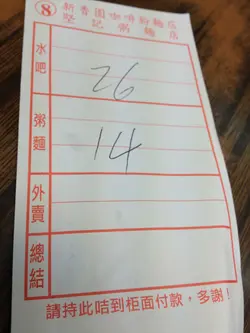 ⑧ 新香園咖啡粉麵店
堅記粥麵店
水吧 26
粥麵 14
外賣
總結
請持此咭到柜面付款，多謝！